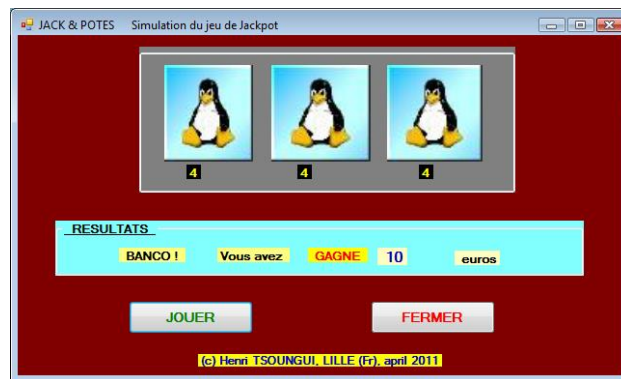 JACK & POTES Simulation du jeu de Jackpot
4 4 4
RESULTATS
BANCO ! Vous avez GAGNE 10 euros
JOUER FERMER
(c) Henri TSOUNGUI, LILLE (Fr), april 2011